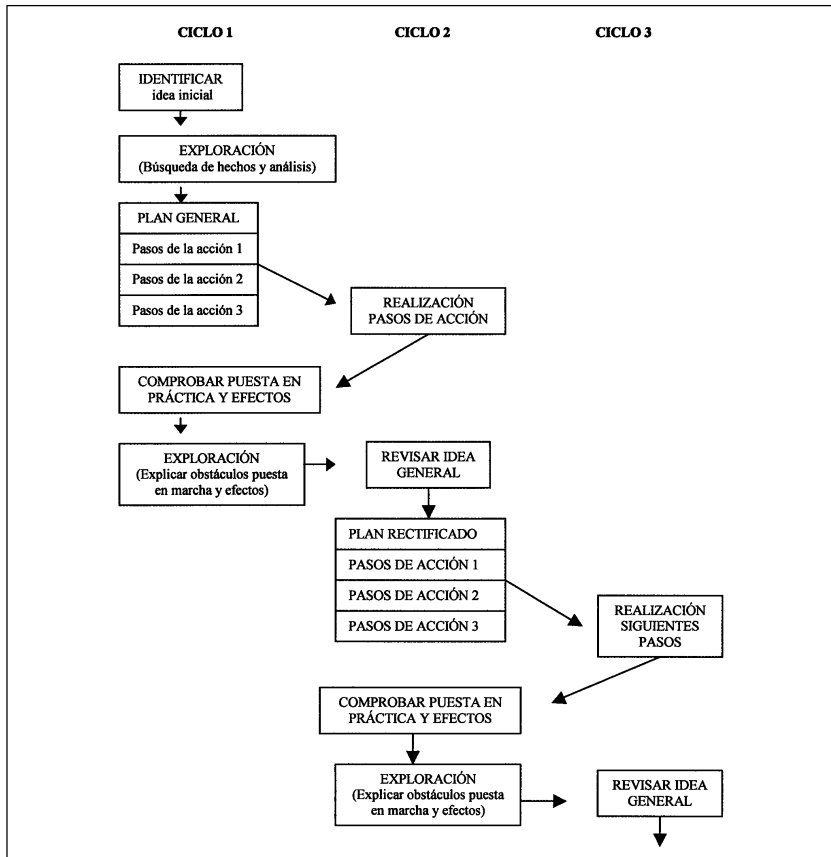 CICLO 1
CICLO 2
CICLO 3
IDENTIFICAR
idea inicial
EXPLORACIÓN
(Búsqueda de hechos y análisis)
PLAN GENERAL
Pasos de la acción 1
Pasos de la acción 2
Pasos de la acción 3
REALIZACIÓN
PASOS DE ACCIÓN
COMPROBAR PUESTA EN
PRÁCTICA Y EFECTOS
EXPLORACIÓN
(Explicar obstáculos puesta
en marcha y efectos)
REVISAR IDEA
GENERAL
PLAN RECTIFICADO
PASOS DE ACCIÓN 1
PASOS DE ACCIÓN 2
PASOS DE ACCIÓN 3
REALIZACIÓN
SIGUIENTES
PASOS
COMPROBAR PUESTA EN
PRÁCTICA Y EFECTOS
EXPLORACIÓN
(Explicar obstáculos puesta
en marcha y efectos)
REVISAR IDEA
GENERAL